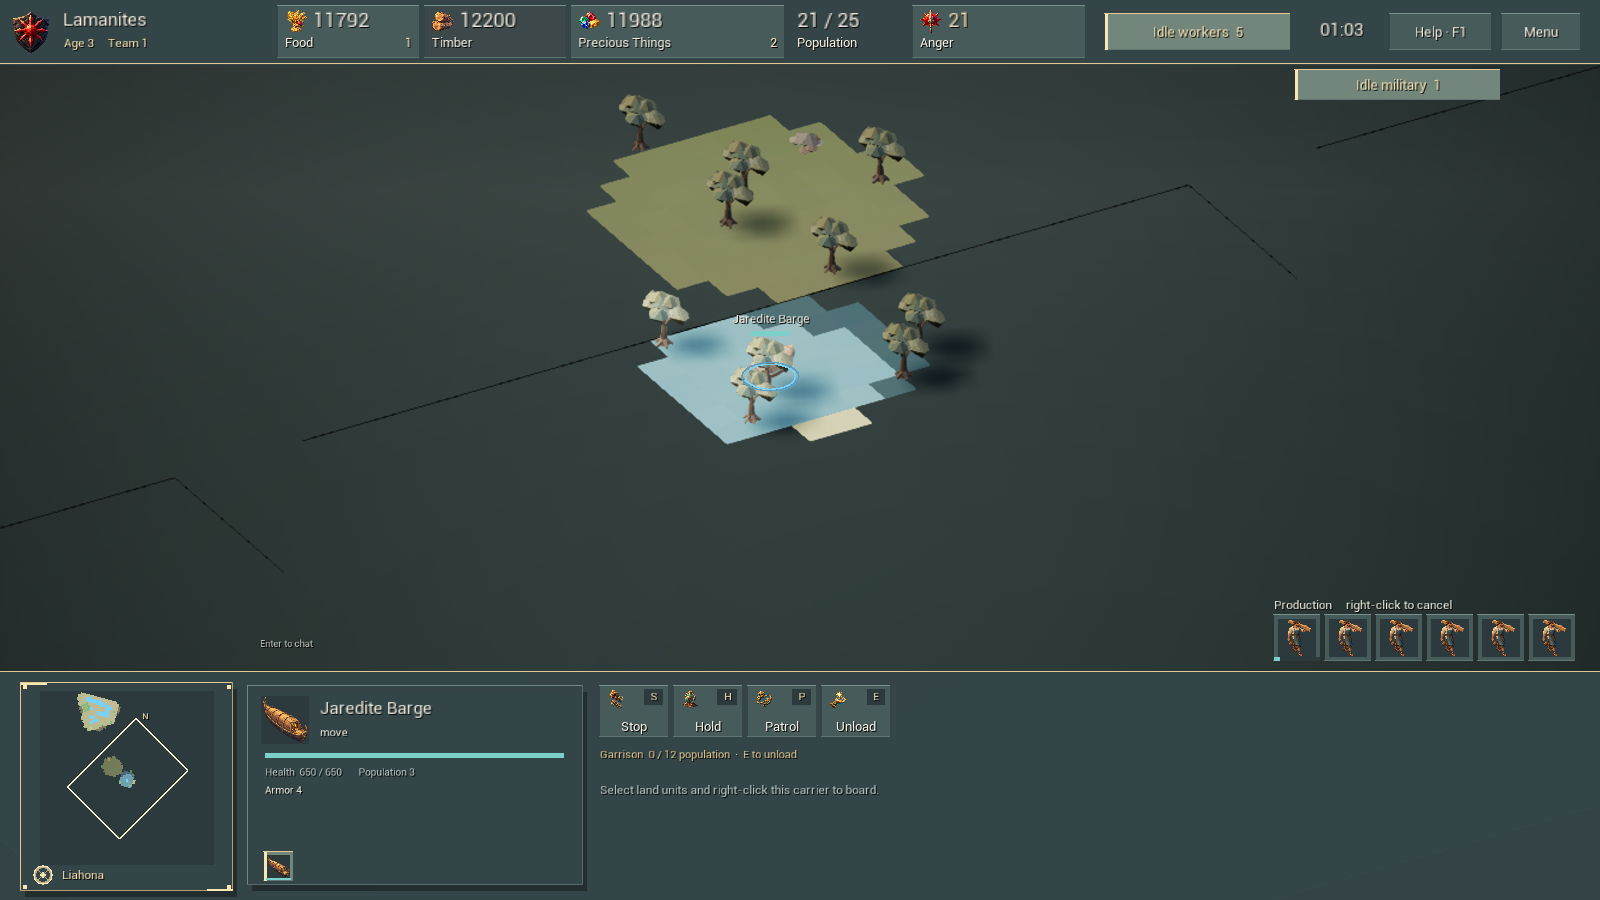 Lamanites
Age 3 Team 1
11792
Food 1
12200
Timber
11988
Precious Things 2
21 / 25
Population
21
Anger
Idle workers 5
01:03
Help · F1
Menu
Idle military 1
Jaredite Barge
Production right-click to cancel
Enter to chat
N
Liahona
Jaredite Barge
move
Health 650 / 650 Population 3
Armor 4
S
Stop
H
Hold
P
Patrol
E
Unload
Garrison 0 / 12 population · E to unload
Select land units and right-click this carrier to board.